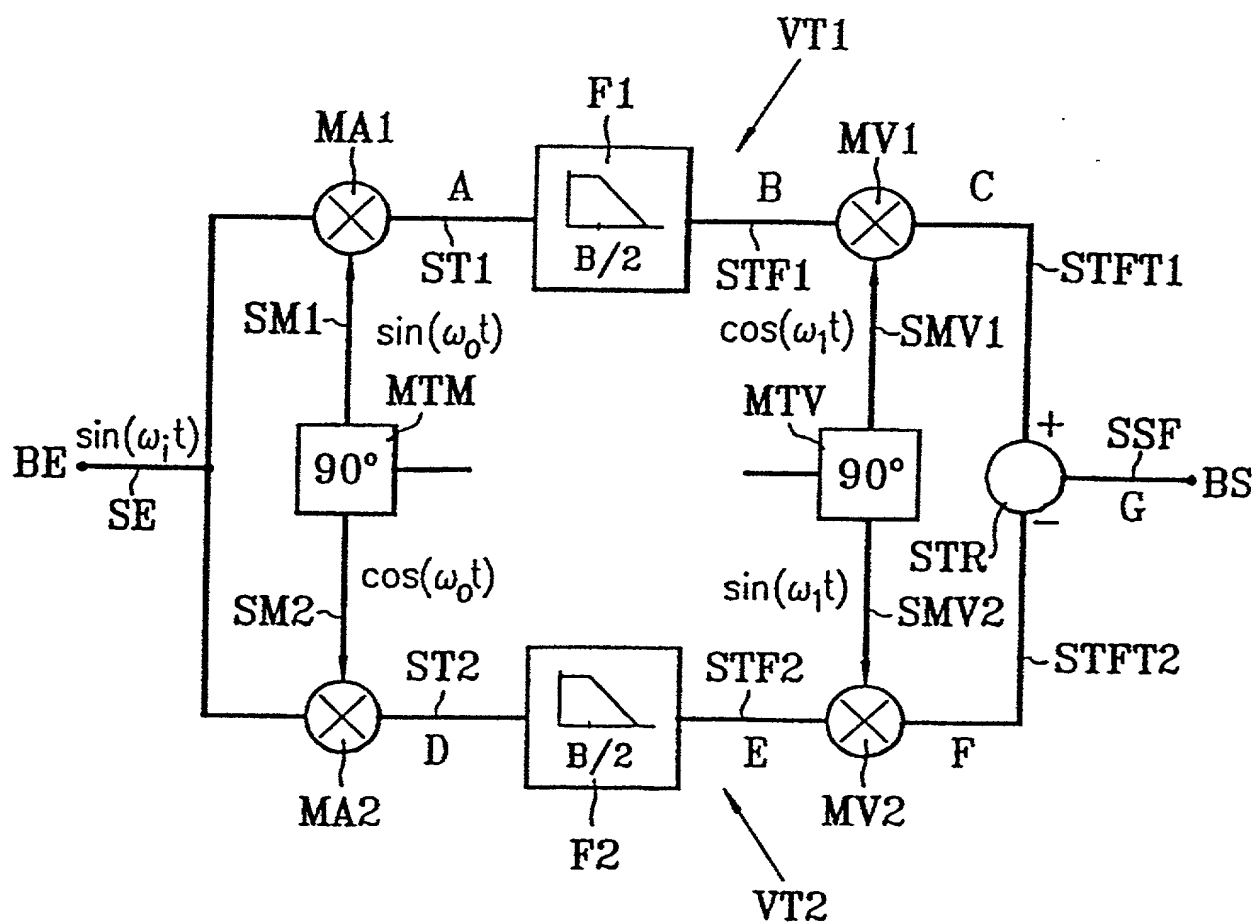 VT1
F1
MA1
MV1
A
B
C
B/2
ST1
STF1
STFT1
SM1
sin(ω₀t)
cos(ω₁t)
SMV1
MTM
MTV
+
SSF
sin(ωᵢt)
BE
90°
90°
BS
SE
G
−
STR
cos(ω₀t)
sin(ω₁t)
SM2
SMV2
ST2
STF2
STFT2
D
B/2
E
F
MA2
MV2
F2
VT2